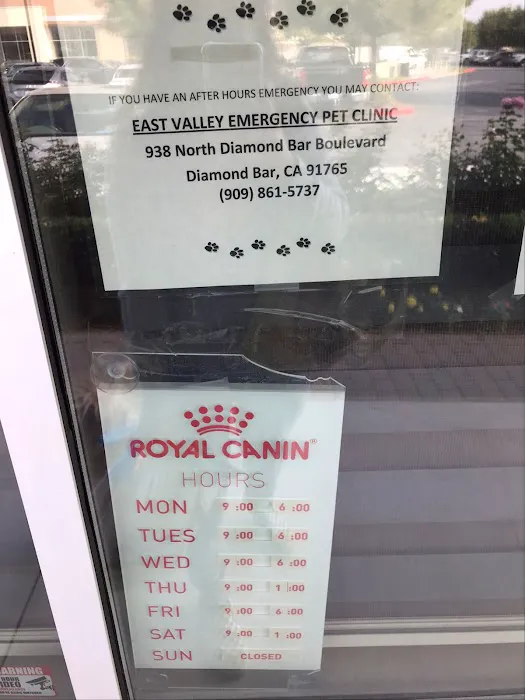 IF YOU HAVE AN AFTER HOURS EMERGENCY YOU MAY CONTACT:
EAST VALLEY EMERGENCY PET CLINIC
938 North Diamond Bar Boulevard
Diamond Bar, CA 91765
(909) 861-5737
ROYAL CANIN®
HOURS
MON 9 :00 6 :00
TUES 9 :00 6 :00
WED 9 :00 6 :00
THU 9 :00 1 :00
FRI 9 :00 6 :00
SAT 9 :00 1 :00
SUN CLOSED
ARNING
HOUR
IDEO